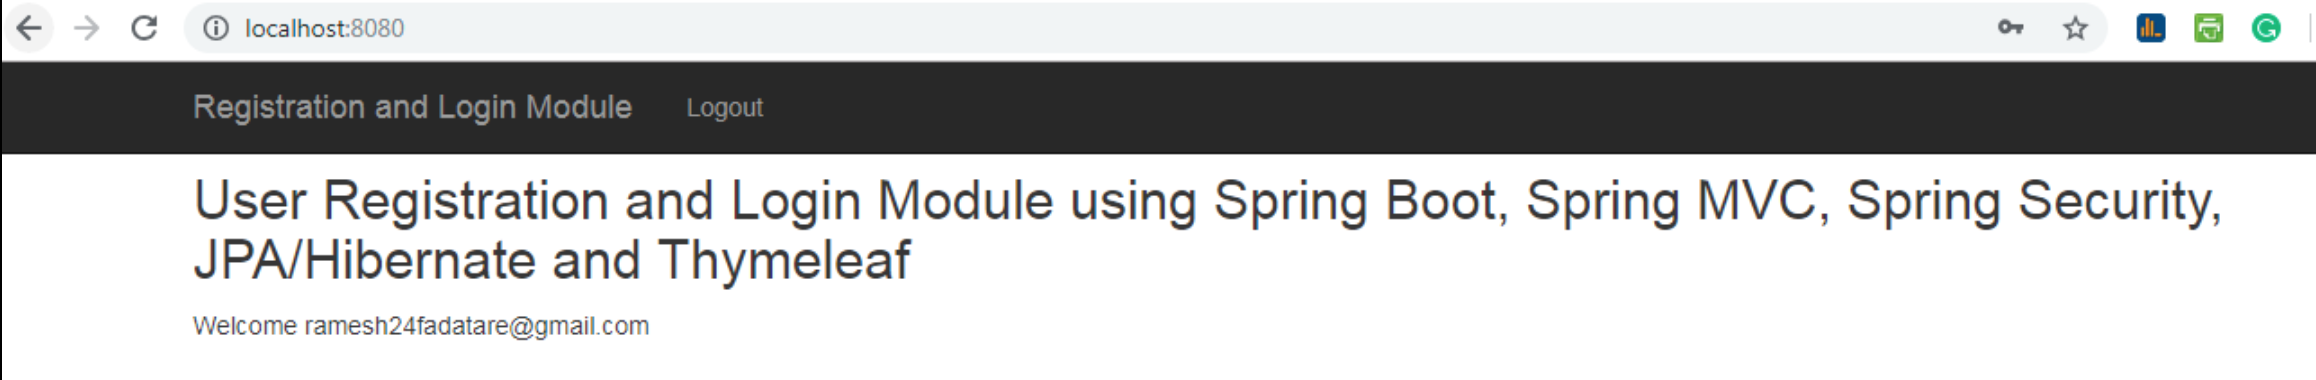 localhost:8080
Registration and Login Module Logout
User Registration and Login Module using Spring Boot, Spring MVC, Spring Security,
JPA/Hibernate and Thymeleaf
Welcome ramesh24fadatare@gmail.com